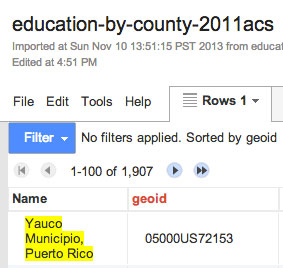 education-by-county-2011acs
Imported at Sun Nov 10 13:51:15 PST 2013 from educat
Edited at 4:51 PM
File Edit Tools Help Rows 1
Filter No filters applied. Sorted by geoid
1-100 of 1,907
Name geoid
Yauco
Municipio, 05000US72153
Puerto Rico